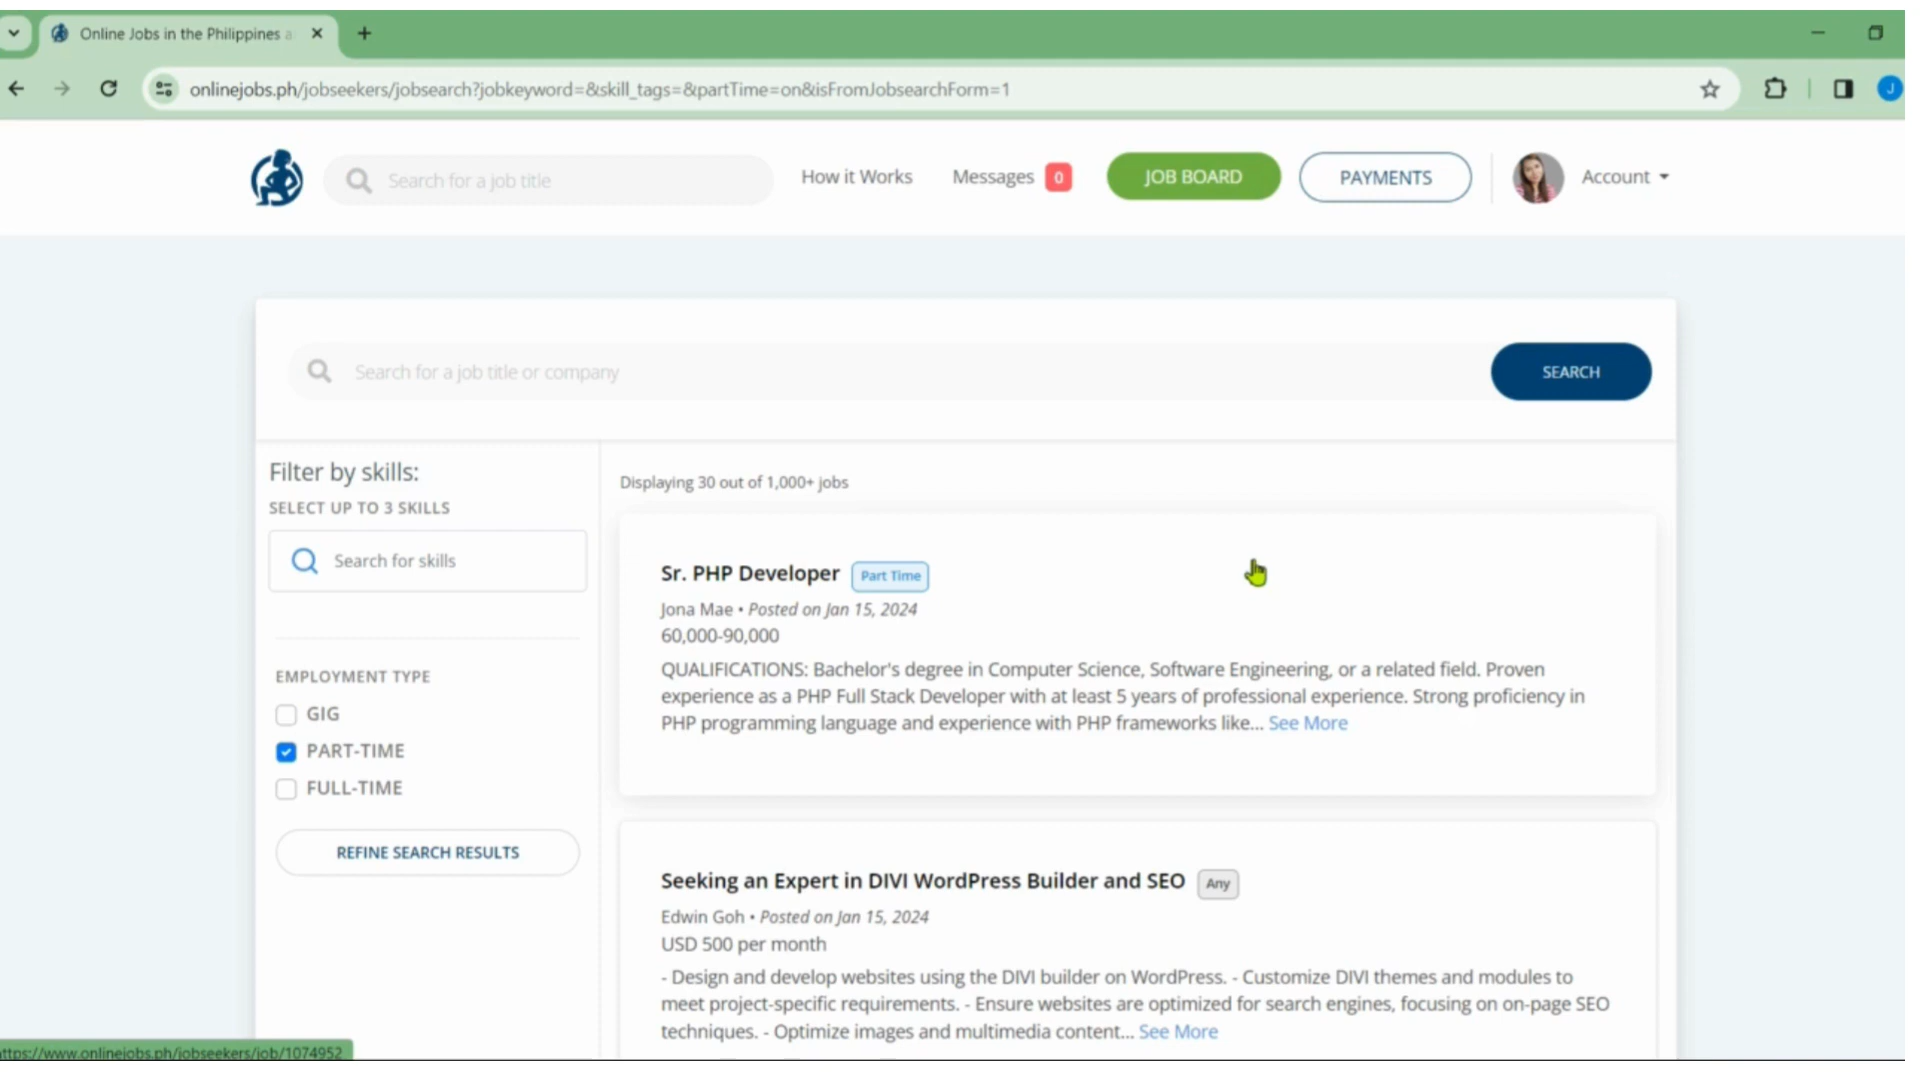 Online Jobs in the Philippines a
onlinejobs.ph/jobseekers/jobsearch?jobkeyword=&skill_tags=&partTime=on&isFromJobsearchForm=1
J
Search for a job title
How it Works
Messages 0
JOB BOARD
PAYMENTS
Account
Search for a job title or company
SEARCH
Filter by skills:
SELECT UP TO 3 SKILLS
Search for skills
EMPLOYMENT TYPE
GIG
PART-TIME
FULL-TIME
REFINE SEARCH RESULTS
Displaying 30 out of 1,000+ jobs
Sr. PHP Developer Part Time
Jona Mae • Posted on Jan 15, 2024
60,000-90,000
QUALIFICATIONS: Bachelor's degree in Computer Science, Software Engineering, or a related field. Proven
experience as a PHP Full Stack Developer with at least 5 years of professional experience. Strong proficiency in
PHP programming language and experience with PHP frameworks like... See More
Seeking an Expert in DIVI WordPress Builder and SEO Any
Edwin Goh • Posted on Jan 15, 2024
USD 500 per month
- Design and develop websites using the DIVI builder on WordPress. - Customize DIVI themes and modules to
meet project-specific requirements. - Ensure websites are optimized for search engines, focusing on on-page SEO
techniques. - Optimize images and multimedia content... See More
ttps://www.onlinejobs.ph/jobseekers/job/1074952